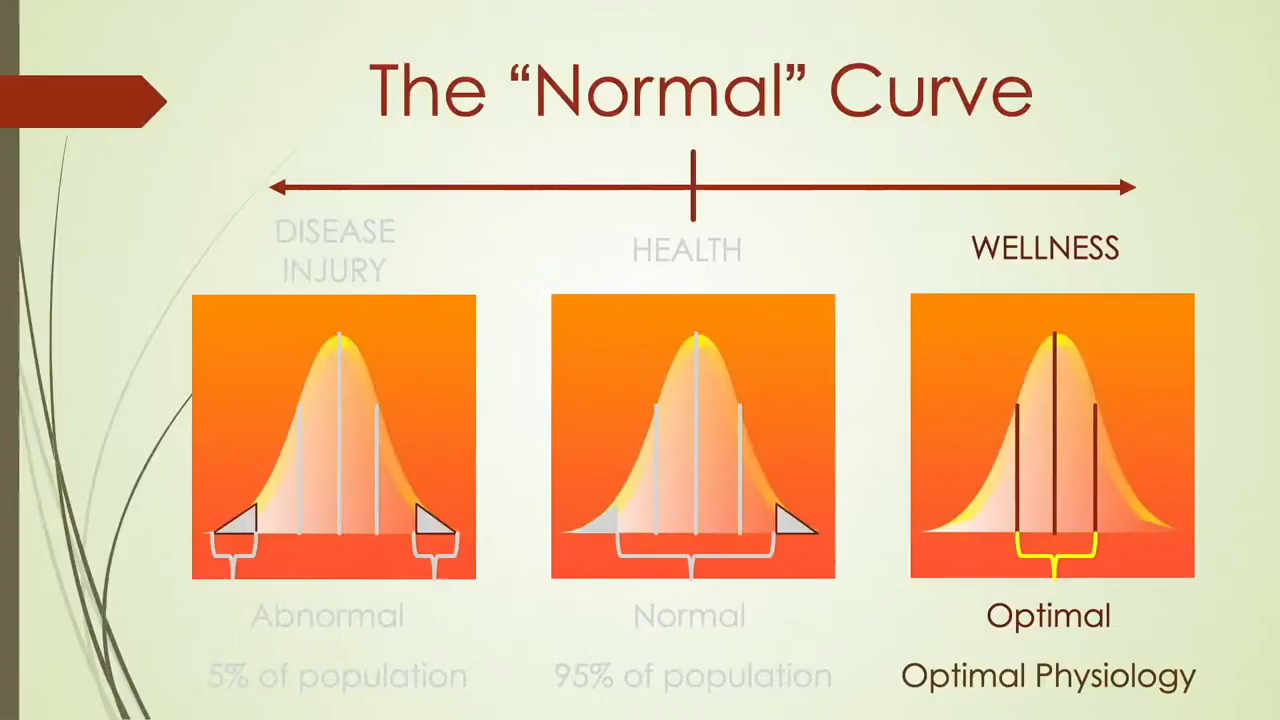 The “Normal” Curve
DISEASE
INJURY
HEALTH
WELLNESS
Abnormal
Normal
Optimal
5% of population
95% of population
Optimal Physiology